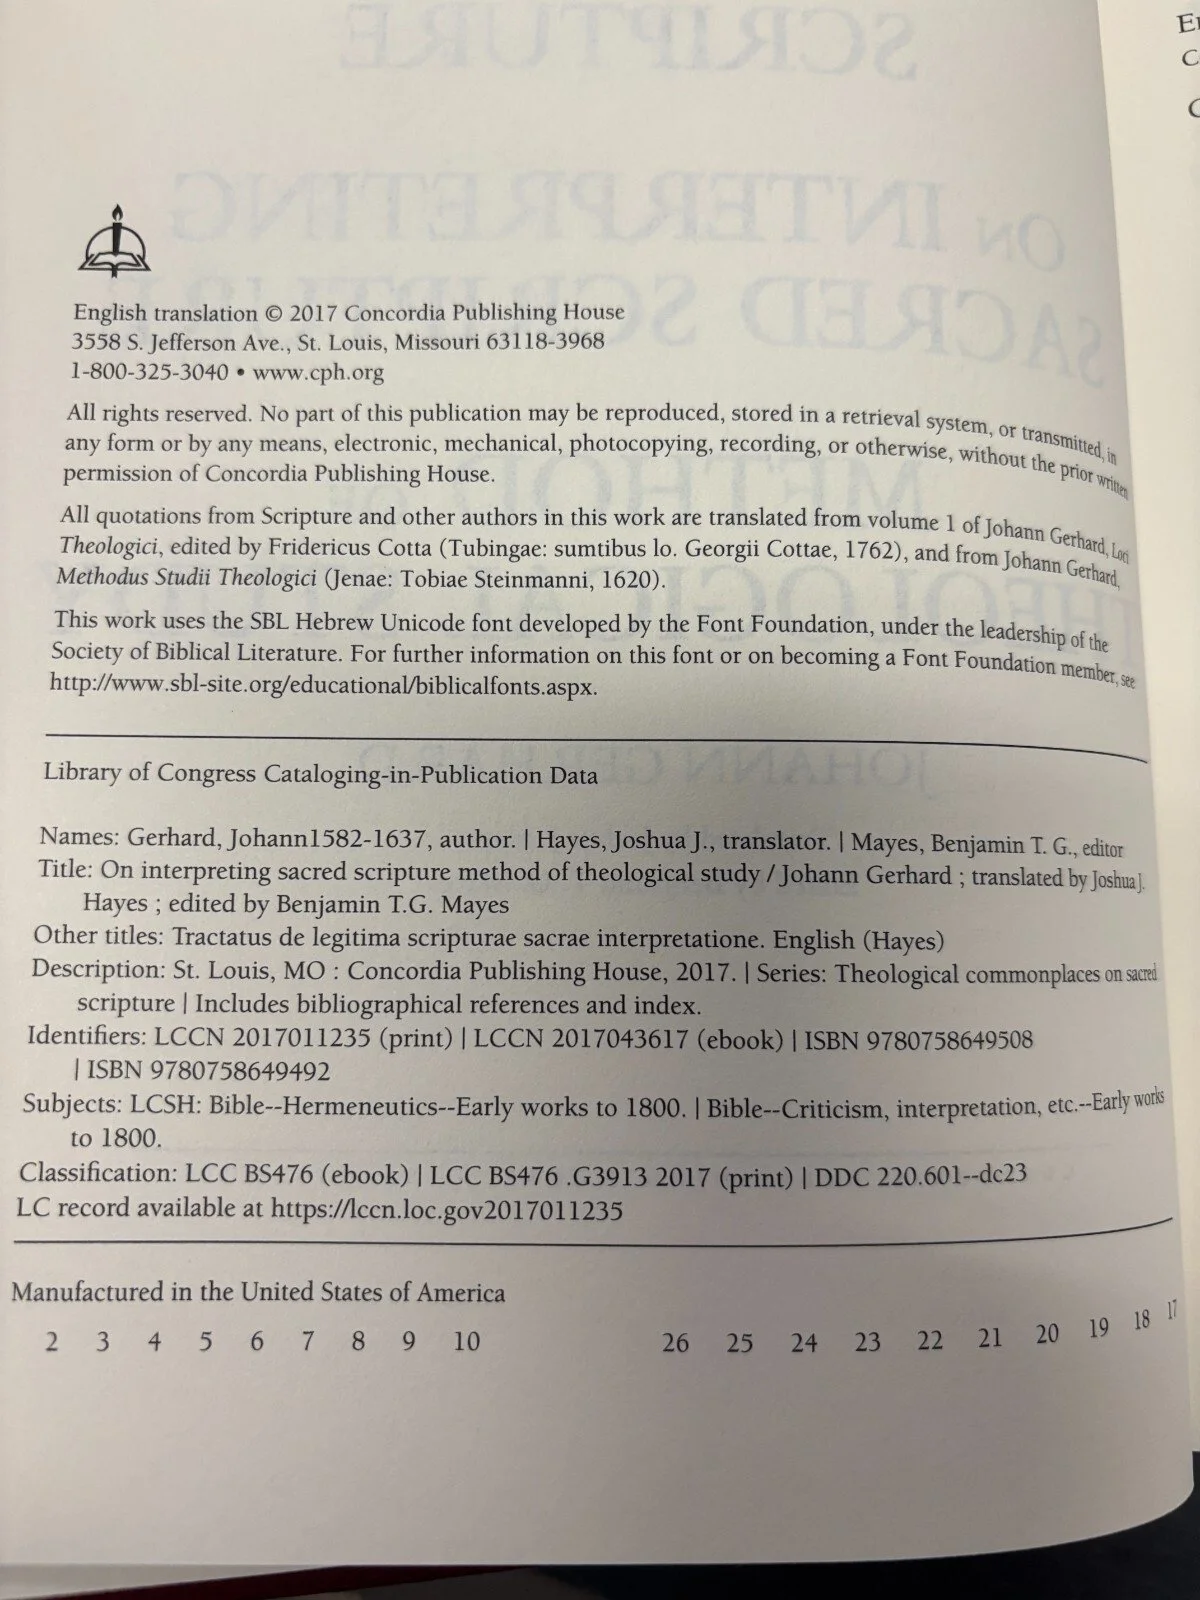 English translation © 2017 Concordia Publishing House
3558 S. Jefferson Ave., St. Louis, Missouri 63118-3968
1-800-325-3040 • www.cph.org
All rights reserved. No part of this publication may be reproduced, stored in a retrieval system, or transmitted, in
any form or by any means, electronic, mechanical, photocopying, recording, or otherwise, without the prior written
permission of Concordia Publishing House.
All quotations from Scripture and other authors in this work are translated from volume 1 of Johann Gerhard, Loci
Theologici, edited by Fridericus Cotta (Tubingae: sumtibus Io. Georgii Cottae, 1762), and from Johann Gerhard,
Methodus Studii Theologici (Jenae: Tobiae Steinmanni, 1620).
This work uses the SBL Hebrew Unicode font developed by the Font Foundation, under the leadership of the
Society of Biblical Literature. For further information on this font or on becoming a Font Foundation member, see
http://www.sbl-site.org/educational/biblicalfonts.aspx.
Library of Congress Cataloging-in-Publication Data
Names: Gerhard, Johann1582-1637, author. | Hayes, Joshua J., translator. | Mayes, Benjamin T. G., editor
Title: On interpreting sacred scripture method of theological study / Johann Gerhard ; translated by Joshua J.
Hayes ; edited by Benjamin T.G. Mayes
Other titles: Tractatus de legitima scripturae sacrae interpretatione. English (Hayes)
Description: St. Louis, MO : Concordia Publishing House, 2017. | Series: Theological commonplaces on sacred
scripture | Includes bibliographical references and index.
Identifiers: LCCN 2017011235 (print) | LCCN 2017043617 (ebook) | ISBN 9780758649508
| ISBN 9780758649492
Subjects: LCSH: Bible--Hermeneutics--Early works to 1800. | Bible--Criticism, interpretation, etc.--Early works
to 1800.
Classification: LCC BS476 (ebook) | LCC BS476 .G3913 2017 (print) | DDC 220.601--dc23
LC record available at https://lccn.loc.gov2017011235
Manufactured in the United States of America
2 3 4 5 6 7 8 9 10 26 25 24 23 22 21 20 19 18 17